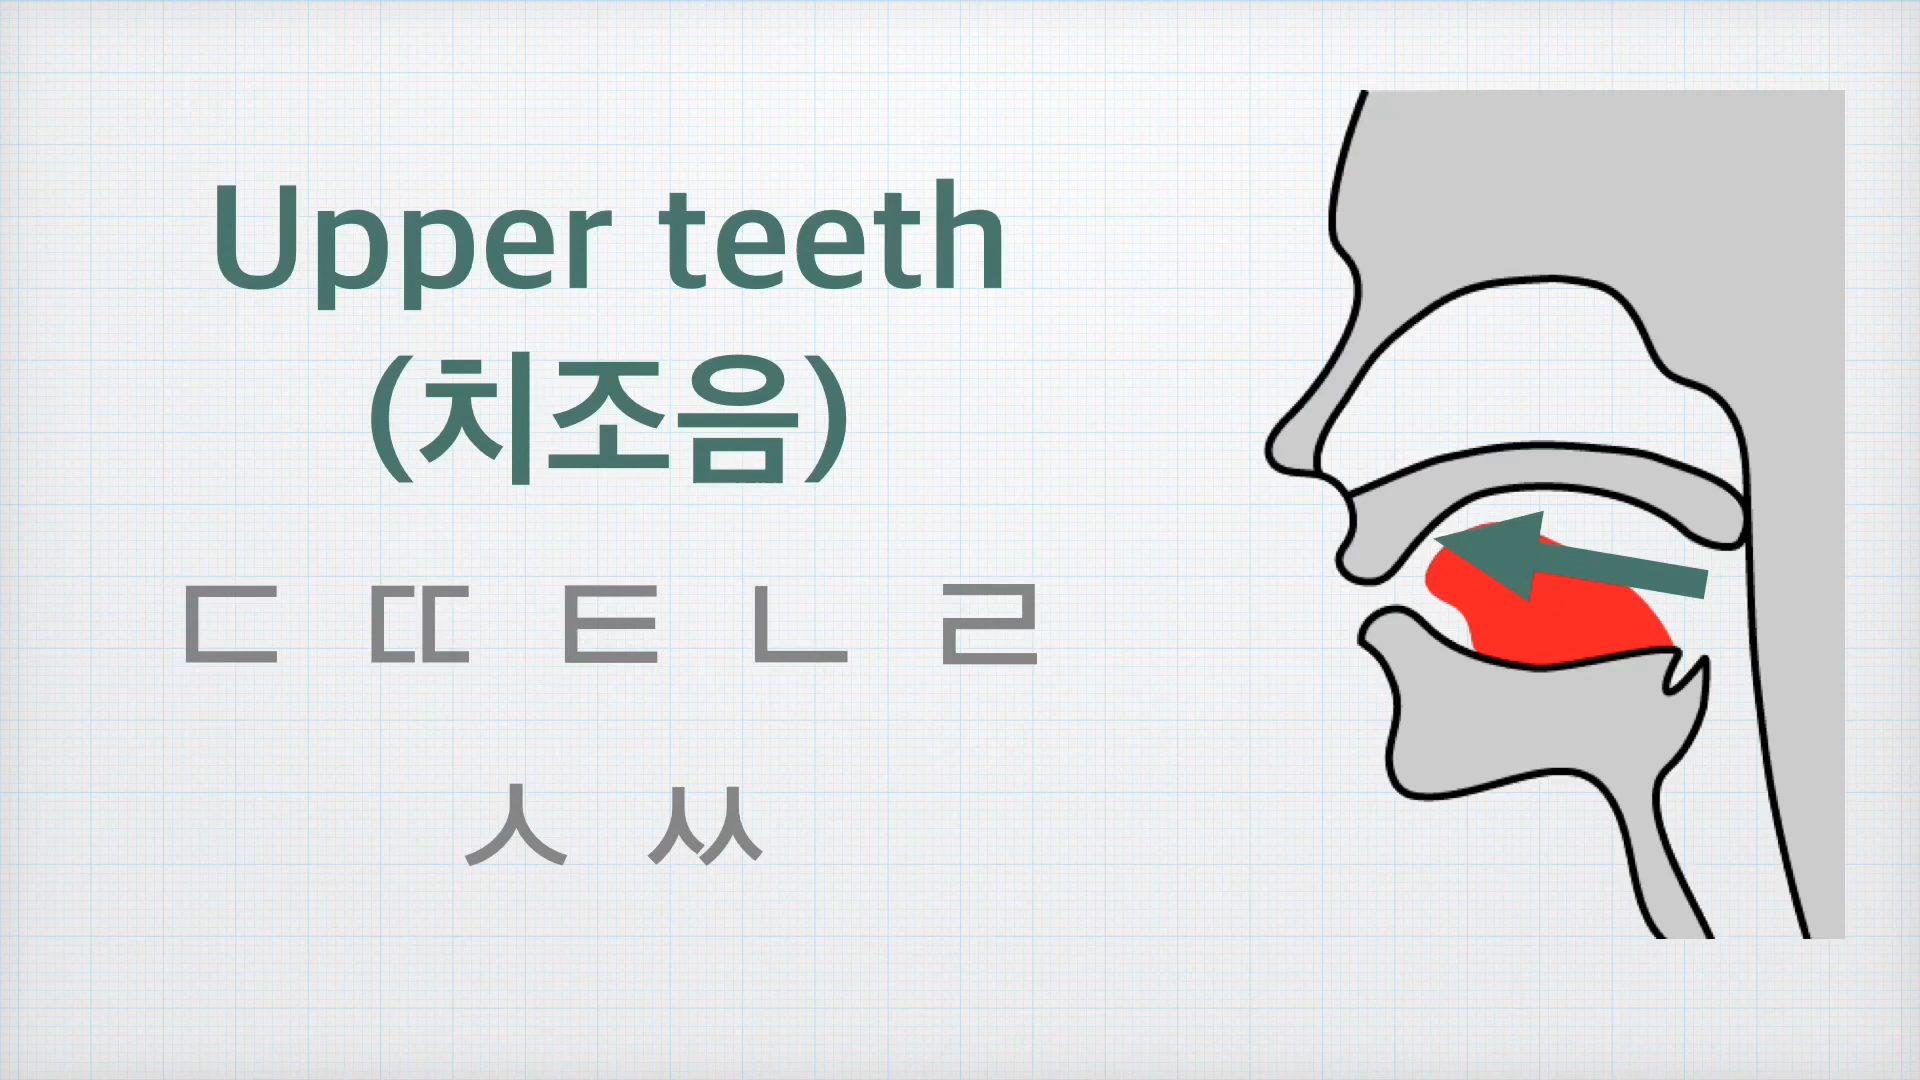 Upper teeth
(치조음)
ㄷ ㄸ ㅌ ㄴ ㄹ
ㅅ ㅆ